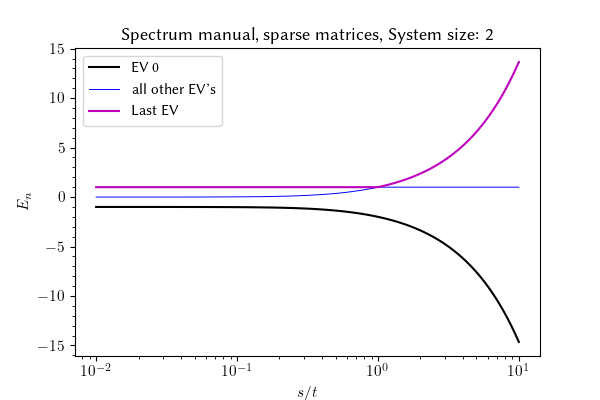 Spectrum manual, sparse matrices, System size: 2
EV 0
all other EV's
Last EV
15
10
5
0
−5
−10
−15
E_n
10^−2
10^−1
10^0
10^1
s/t